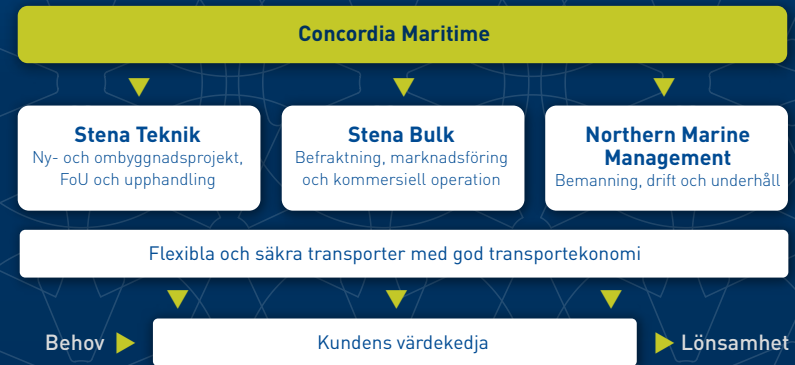 Concordia Maritime
Stena Teknik
Ny- och ombyggnadsprojekt,
FoU och upphandling
Stena Bulk
Befraktning, marknadsföring
och kommersiell operation
Northern Marine
Management
Bemanning, drift och underhåll
Flexibla och säkra transporter med god transportekonomi
Behov
Kundens värdekedja
Lönsamhet